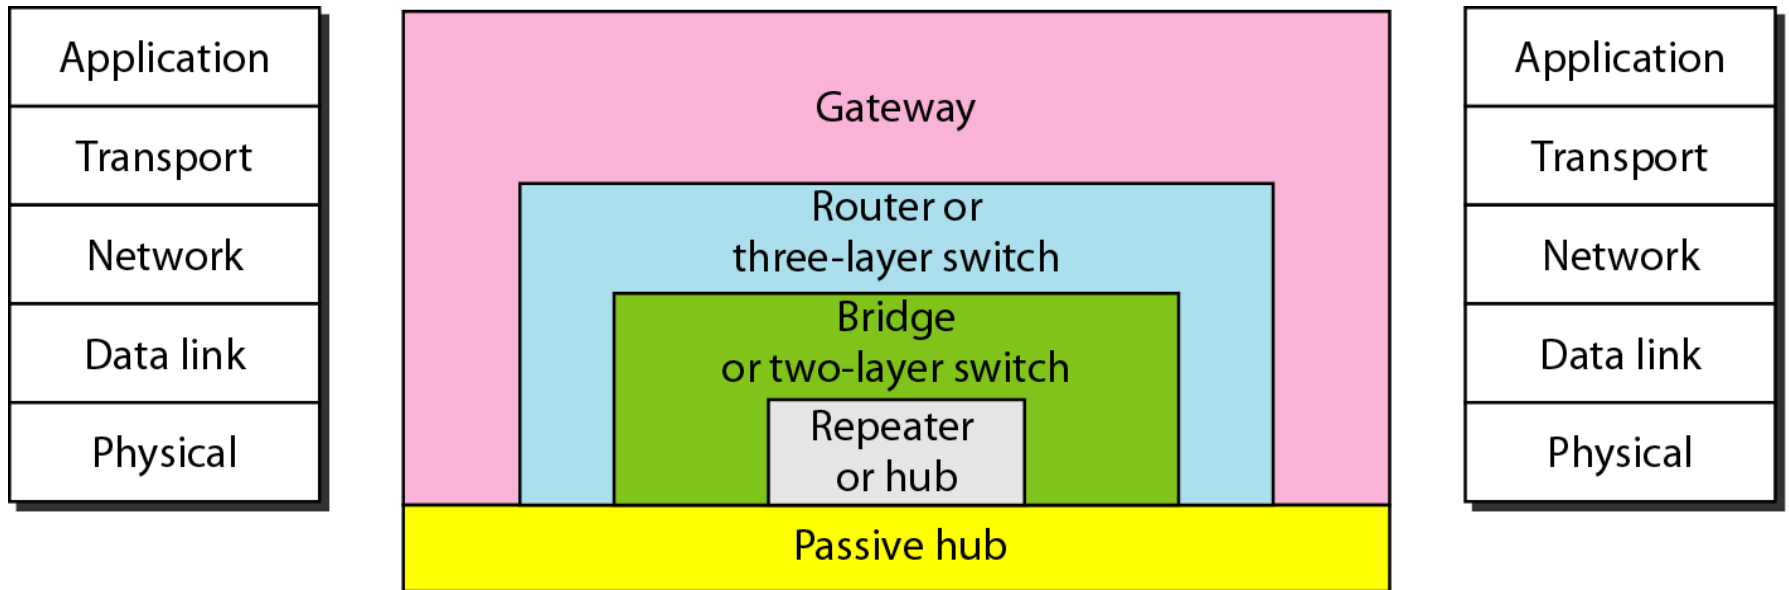 Application
Transport
Network
Data link
Physical
Gateway
Router or
three-layer switch
Bridge
or two-layer switch
Repeater
or hub
Passive hub
Application
Transport
Network
Data link
Physical